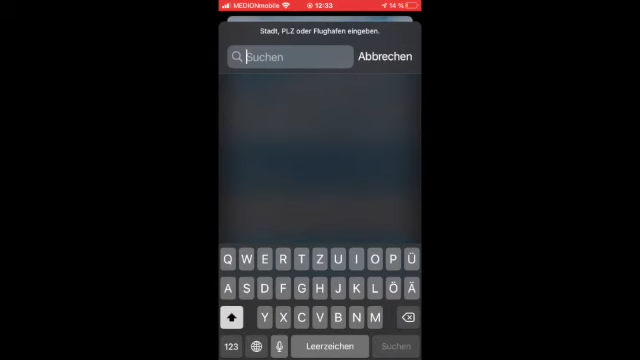 MEDIONmobile 12:33 14 %
Stadt, PLZ oder Flughafen eingeben.
Suchen Abbrechen
Q W E R T Z U I O P Ü
A S D F G H J K L Ö Ä
Y X C V B N M
123 Leerzeichen Suchen